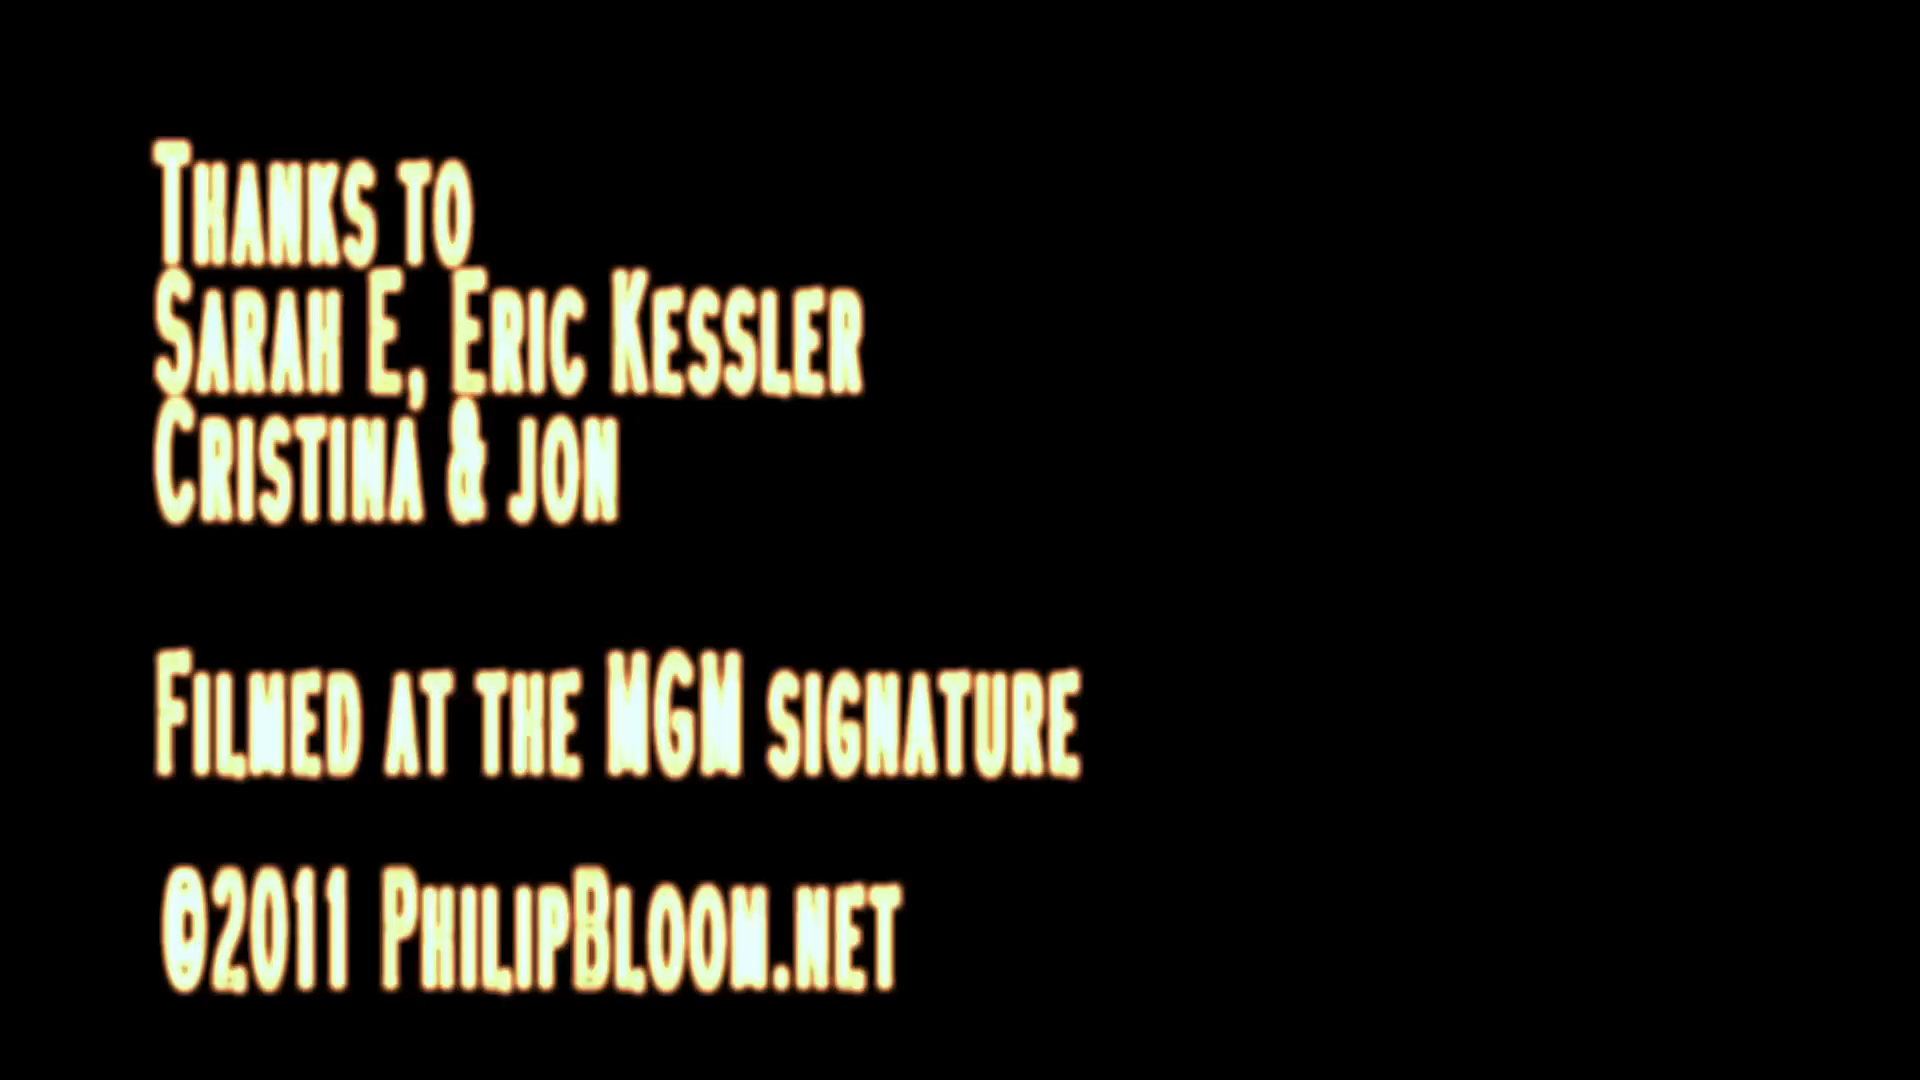 Thanks to
Sarah E, Eric Kessler
Cristina & jon
Filmed at the MGM signature
©2011 PhilipBloom.net